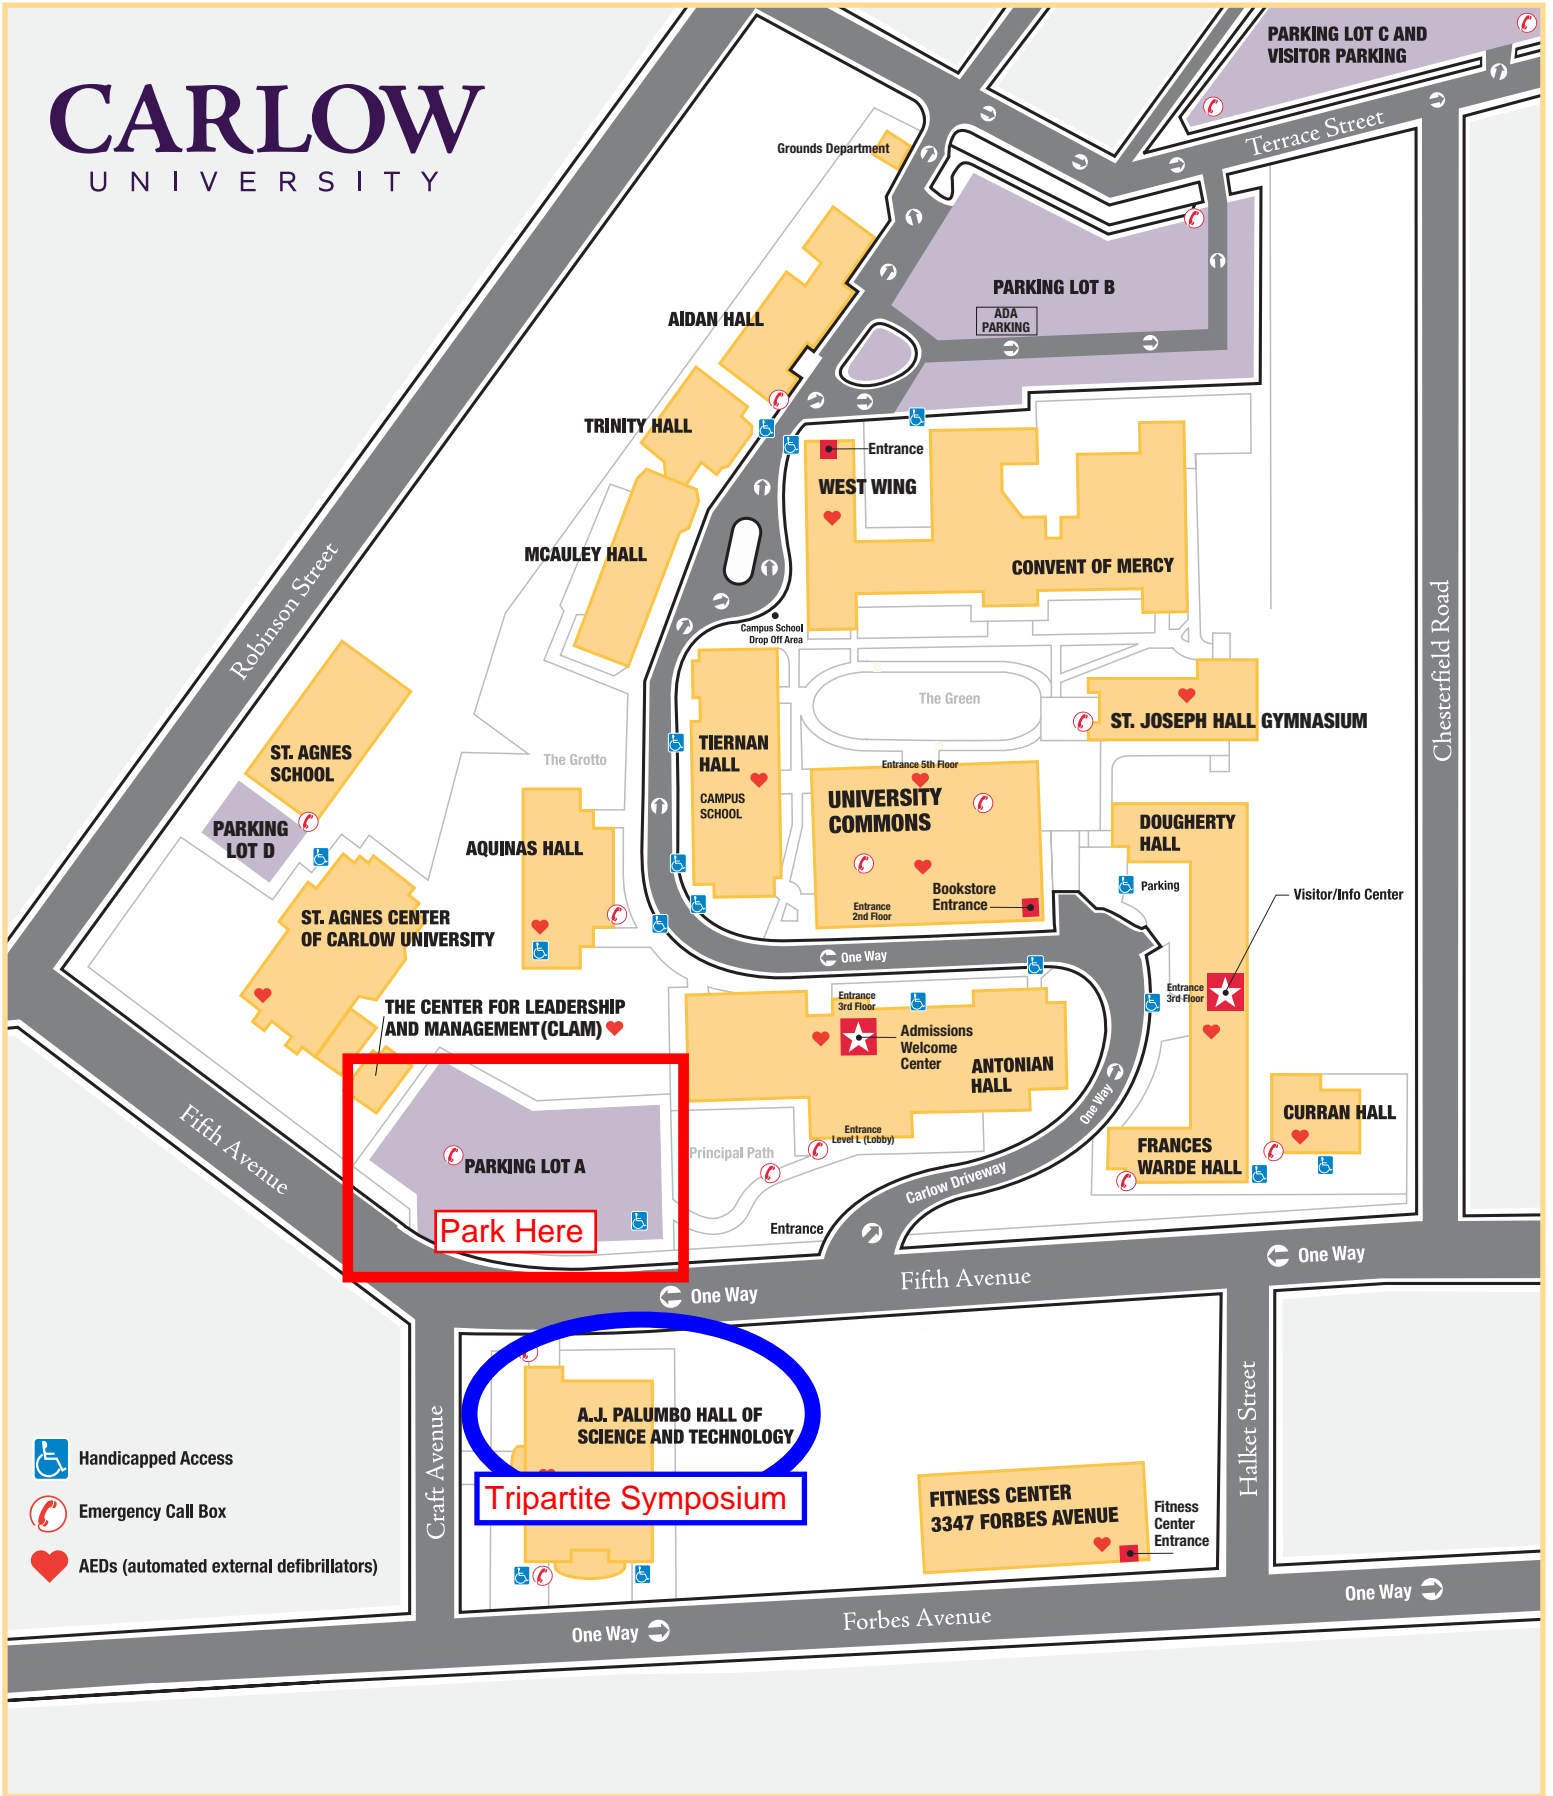 CARLOW
UNIVERSITY
PARKING LOT C AND
VISITOR PARKING
Terrace Street
Grounds Department
PARKING LOT B
ADA
PARKING
AIDAN HALL
TRINITY HALL
Entrance
WEST WING
MCAULEY HALL
CONVENT OF MERCY
Robinson Street
Chesterfield Road
Campus School
Drop Off Area
The Green
ST. JOSEPH HALL GYMNASIUM
ST. AGNES
SCHOOL
The Grotto
TIERNAN
HALL
CAMPUS
SCHOOL
Entrance 5th Floor
UNIVERSITY
COMMONS
Bookstore
Entrance
Entrance
2nd Floor
DOUGHERTY
HALL
Parking
Visitor/Info Center
PARKING
LOT D
AQUINAS HALL
ST. AGNES CENTER
OF CARLOW UNIVERSITY
One Way
Entrance
3rd Floor
Entrance
3rd Floor
THE CENTER FOR LEADERSHIP
AND MANAGEMENT (CLAM)
Admissions
Welcome
Center
ANTONIAN
HALL
One Way
CURRAN HALL
Fifth Avenue
Entrance
Level L (Lobby)
Principal Path
FRANCES
WARDE HALL
PARKING LOT A
Park Here
Carlow Driveway
Entrance
One Way
Fifth Avenue
One Way
A.J. PALUMBO HALL OF
SCIENCE AND TECHNOLOGY
Tripartite Symposium
Craft Avenue
Halket Street
FITNESS CENTER
3347 FORBES AVENUE
Fitness
Center
Entrance
Handicapped Access
Emergency Call Box
AEDs (automated external defibrillators)
One Way
Forbes Avenue
One Way